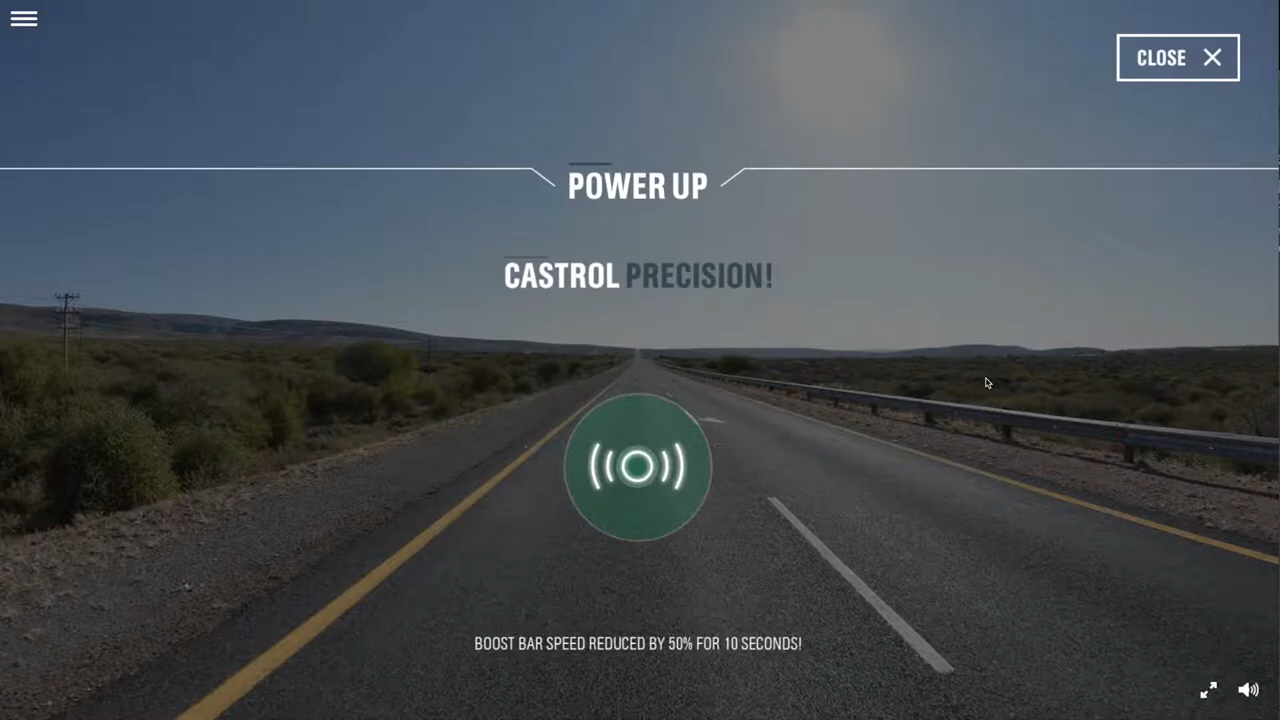 CLOSE
POWER UP
CASTROL PRECISION!
BOOST BAR SPEED REDUCED BY 50% FOR 10 SECONDS!